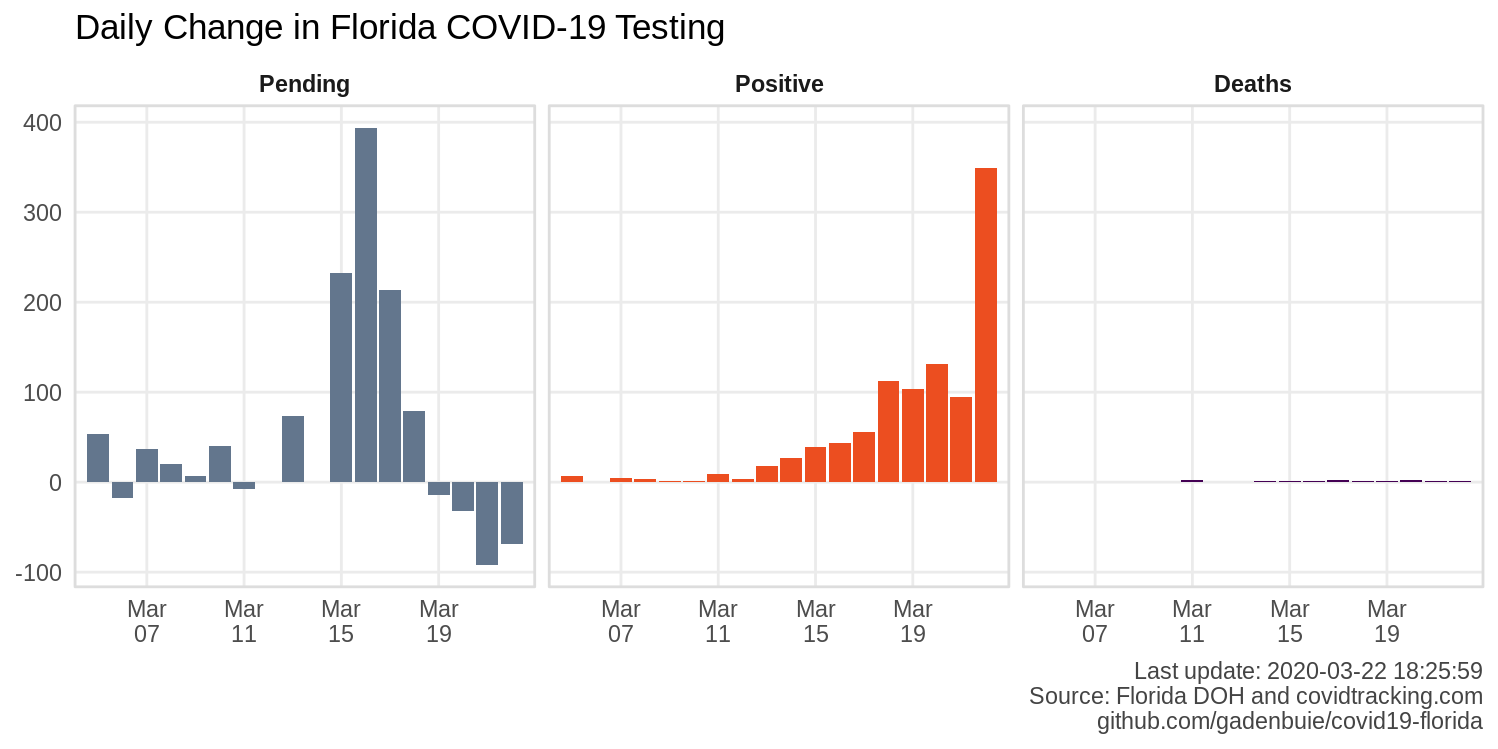 Daily Change in Florida COVID-19 Testing
Pending
Positive
Deaths
400
300
200
100
0
-100
Mar
07
Mar
11
Mar
15
Mar
19
Mar
07
Mar
11
Mar
15
Mar
19
Mar
07
Mar
11
Mar
15
Mar
19
Last update: 2020-03-22 18:25:59
Source: Florida DOH and covidtracking.com
github.com/gadenbuie/covid19-florida